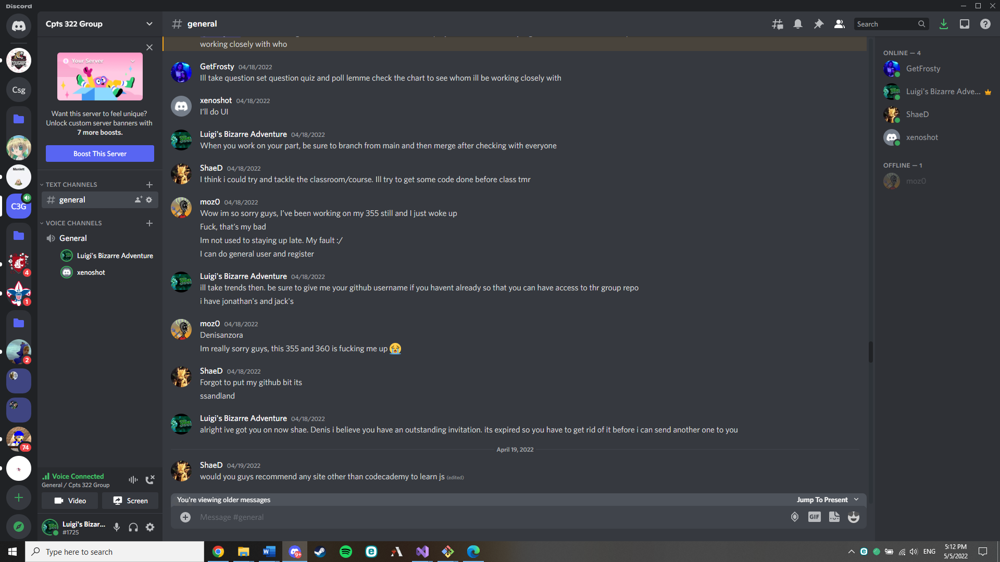 Discord
Cpts 322 Group
general
Search
Your Server
Want this server to feel unique?
Unlock custom server banners with
7 more boosts.
Boost This Server
TEXT CHANNELS
general
VOICE CHANNELS
General
Luigi's Bizarre Adventure
xenoshot
COUGARS
Csg
Manlett
C3G
4
1
2
74
Voice Connected
General / Cpts 322 Group
Video
Screen
Luigi's Bizar...
#1725
working closely with who
GetFrosty 04/18/2022
Ill take question set question quiz and poll lemme check the chart to see whom ill be working closely with
xenoshot 04/18/2022
I'll do UI
Luigi's Bizarre Adventure 04/18/2022
When you work on your part, be sure to branch from main and then merge after checking with everyone
ShaeD 04/18/2022
I think i could try and tackle the classroom/course. Ill try to get some code done before class tmr
moz0 04/18/2022
Wow im so sorry guys, I've been working on my 355 still and I just woke up
Fuck, that's my bad
Im not used to staying up late. My fault :/
I can do general user and register
Luigi's Bizarre Adventure 04/18/2022
ill take trends then. be sure to give me your github username if you havent already so that you can have access to thr group repo
i have jonathan's and jack's
moz0 04/18/2022
Denisanzora
Im really sorry guys, this 355 and 360 is fucking me up 😭
ShaeD 04/18/2022
Forgot to put my github bit its
ssandland
Luigi's Bizarre Adventure 04/18/2022
alright ive got you on now shae. Denis i believe you have an outstanding invitation. its expired so you have to get rid of it before i can send another one to you
April 19, 2022
ShaeD 04/19/2022
would you guys recommend any site other than codecademy to learn js (edited)
You're viewing older messages
Jump To Present
Message #general
GIF
ONLINE — 4
GetFrosty
Luigi's Bizarre Adve...
ShaeD
xenoshot
OFFLINE — 1
moz0
Type here to search
9+
ENG
5:12 PM
5/5/2022